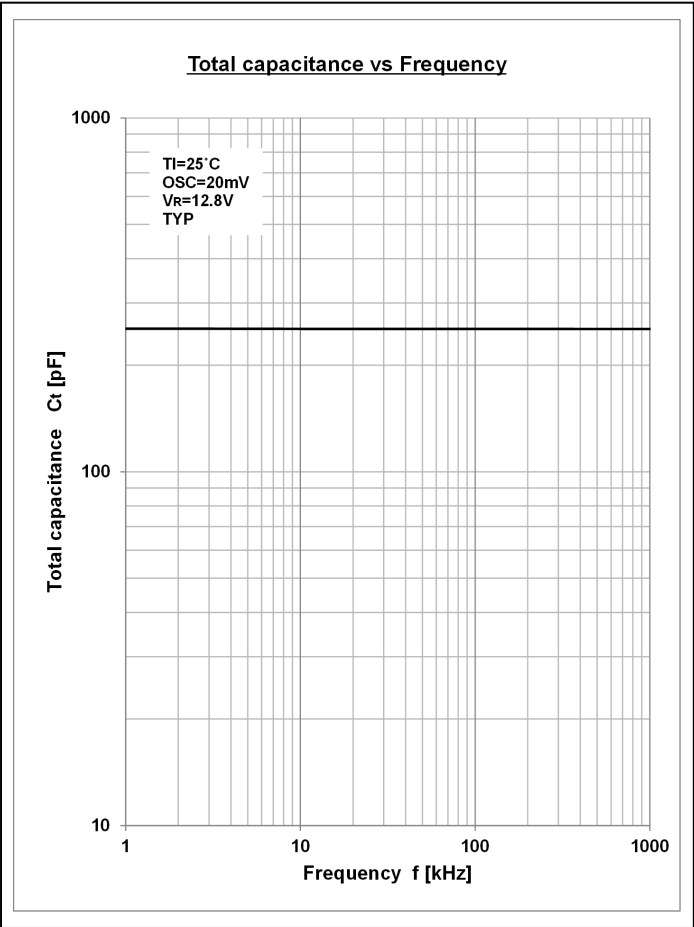 Total capacitance vs Frequency
1000
Tl=25°C
OSC=20mV
VR=12.8V
TYP
Total capacitance Ct [pF]
100
10
1 10 100 1000
Frequency f [kHz]